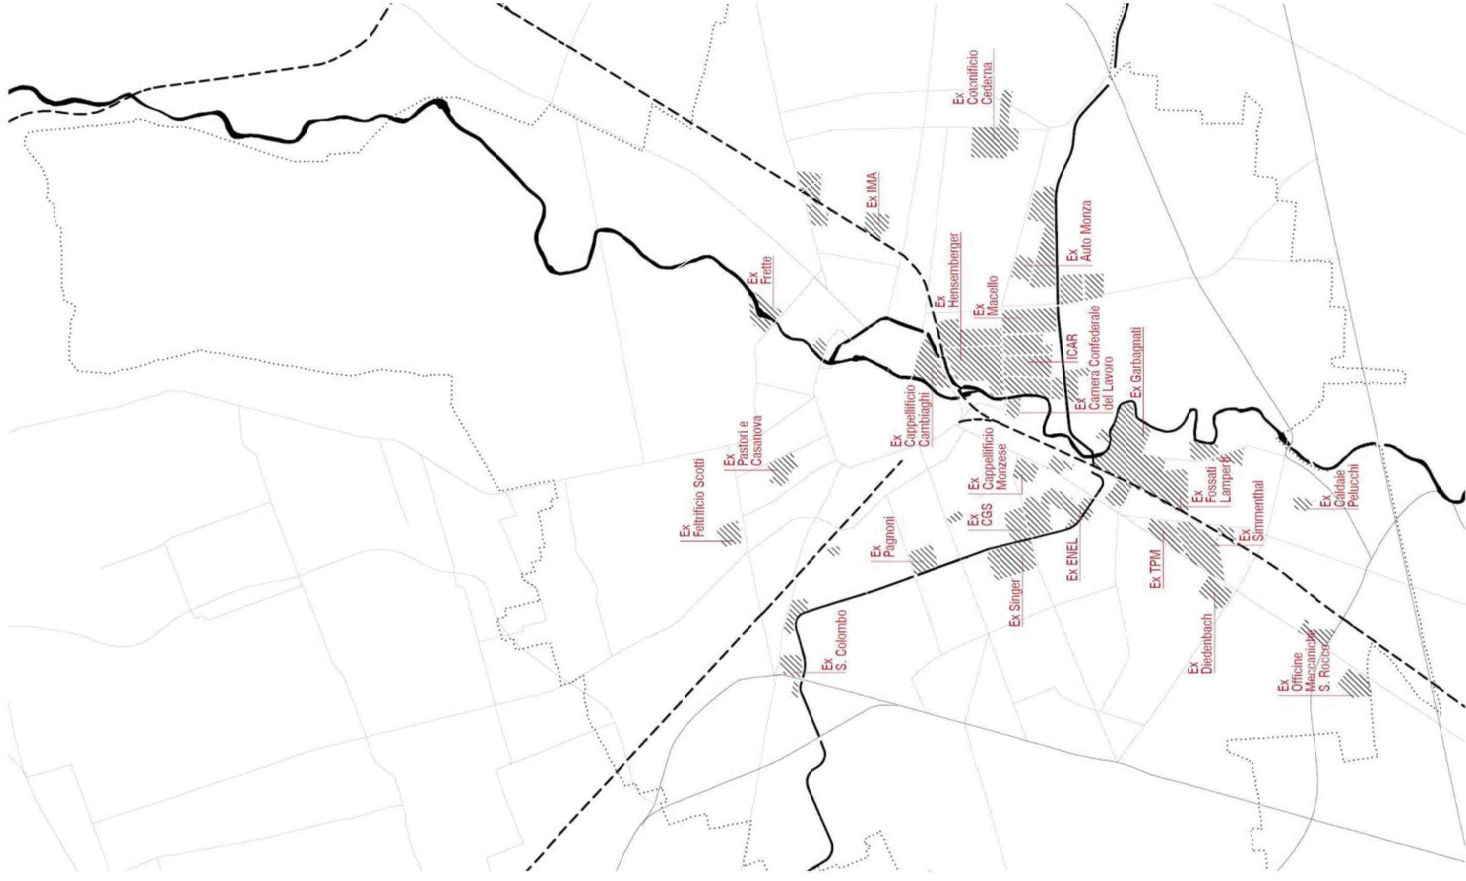 Ex
Cotonificio
Cederna
Ex IMA
Ex
Auto Monza
Ex
Frette
Ex
Hensemberger
Ex
Macello
ICAR
Ex
Camera Confederale
del Lavoro
Ex Garbagnati
Ex
Cappellificio
Cambiaghi
Ex
Pastori e
Casanova
Ex
Feltrificio Scotti
Ex
Cappellificio
Monzese
Ex
CGS
Ex
Pagnoni
Ex ENEL
Ex Singer
Ex
S. Colombo
Ex
Fossati
Lamperti
Ex
Caldaie
Pelucchi
Ex
Simmenthal
Ex TPM
Ex
Diedenbach
Ex
Officine
Meccaniche
S. Rocco